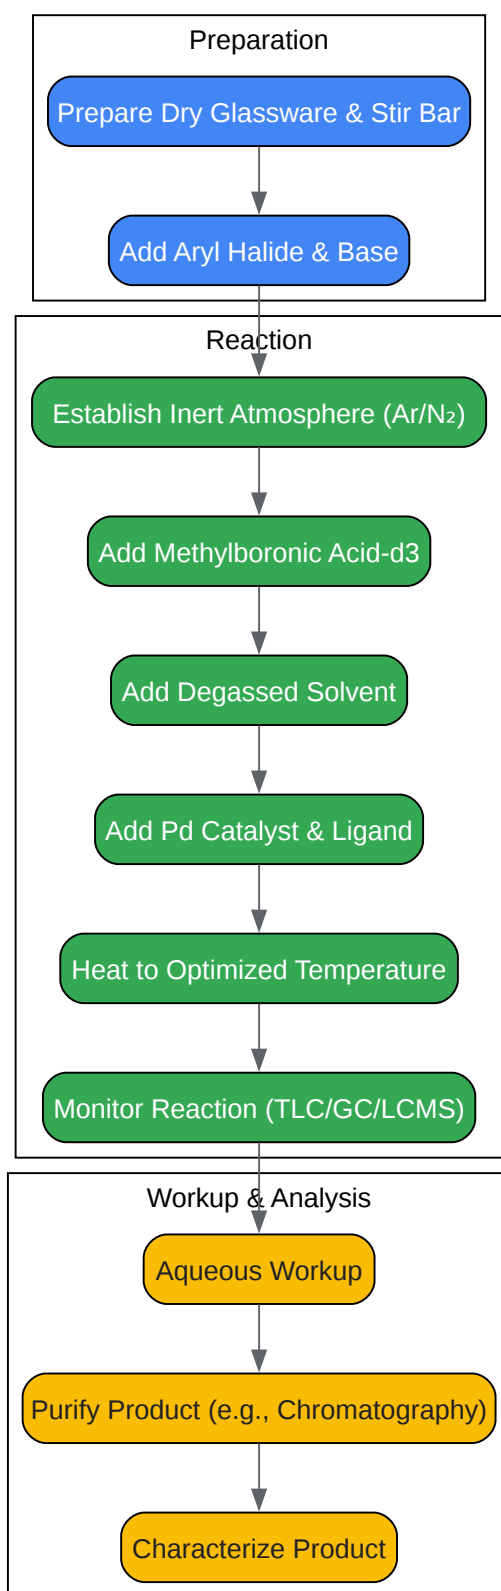 Preparation
Prepare Dry Glassware & Stir Bar
Add Aryl Halide & Base
Reaction
Establish Inert Atmosphere (Ar/N₂)
Add Methylboronic Acid-d3
Add Degassed Solvent
Add Pd Catalyst & Ligand
Heat to Optimized Temperature
Monitor Reaction (TLC/GC/LCMS)
Workup & Analysis
Aqueous Workup
Purify Product (e.g., Chromatography)
Characterize Product